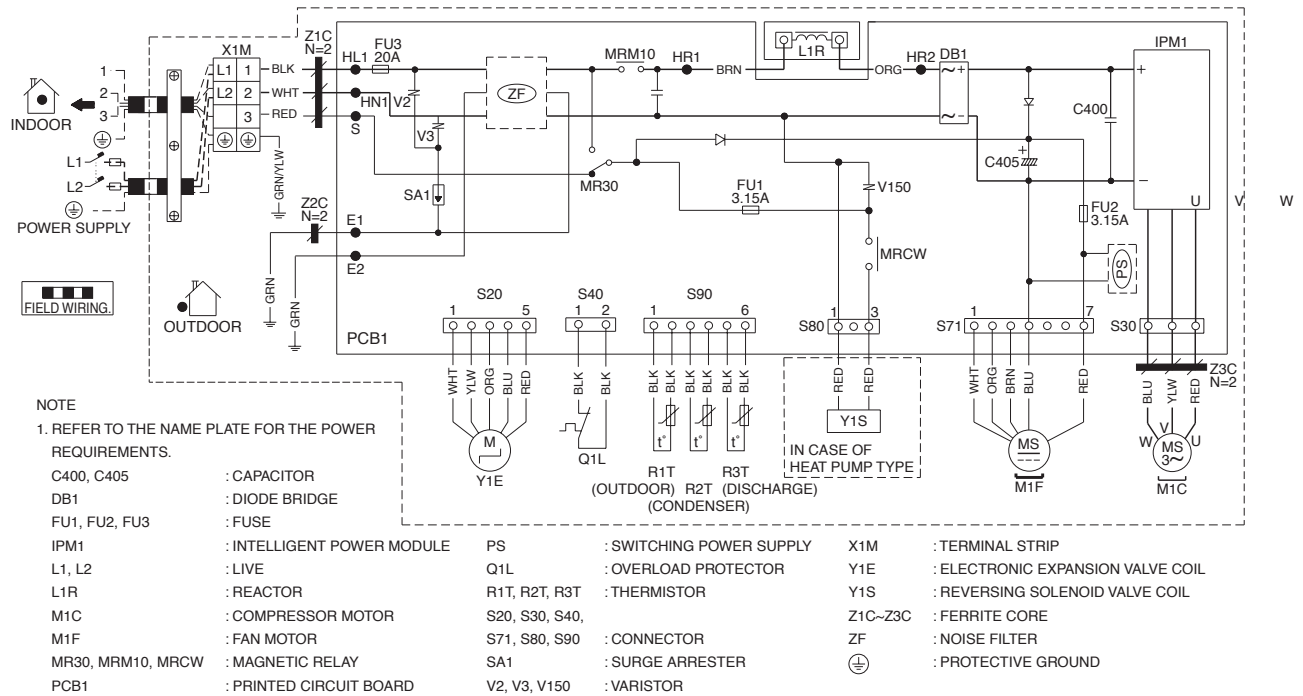 X1M
Z1C
N=2
HL1
FU3
20A
MRM10
HR1
BRN
L1R
ORG
HR2
DB1
IPM1
L1 1
BLK
L2 2
WHT
3
RED
HN1
S
V2
V3
ZF
C400
C405
+
−
+
1
2
3
INDOOR
L1
L2
POWER SUPPLY
GRN/YLW
SA1
MR30
FU1
3.15A
V150
FU2
3.15A
U V W
Z2C
N=2
E1
E2
MRCW
PS
GRN
GRN
FIELD WIRING.
OUTDOOR
PCB1
S20
1 5
S40
1 2
S90
1 6
S80
1 3
S71
1 7
S30
WHT YLW ORG BLU RED
BLK BLK
BLK BLK BLK BLK BLK BLK
RED RED
WHT ORG BRN BLU RED
BLU YLW RED
Z3C
N=2
M
Y1E
Q1L
t° t° t°
R1T R3T
(OUTDOOR) R2T (DISCHARGE)
(CONDENSER)
Y1S
IN CASE OF
HEAT PUMP TYPE
MS
M1F
W V U
MS
3~
M1C
NOTE
1. REFER TO THE NAME PLATE FOR THE POWER
REQUIREMENTS.
C400, C405 : CAPACITOR
DB1 : DIODE BRIDGE
FU1, FU2, FU3 : FUSE
IPM1 : INTELLIGENT POWER MODULE
L1, L2 : LIVE
L1R : REACTOR
M1C : COMPRESSOR MOTOR
M1F : FAN MOTOR
MR30, MRM10, MRCW : MAGNETIC RELAY
PCB1 : PRINTED CIRCUIT BOARD
PS : SWITCHING POWER SUPPLY
Q1L : OVERLOAD PROTECTOR
R1T, R2T, R3T : THERMISTOR
S20, S30, S40,
S71, S80, S90 : CONNECTOR
SA1 : SURGE ARRESTER
V2, V3, V150 : VARISTOR
X1M : TERMINAL STRIP
Y1E : ELECTRONIC EXPANSION VALVE COIL
Y1S : REVERSING SOLENOID VALVE COIL
Z1C~Z3C : FERRITE CORE
ZF : NOISE FILTER
: PROTECTIVE GROUND